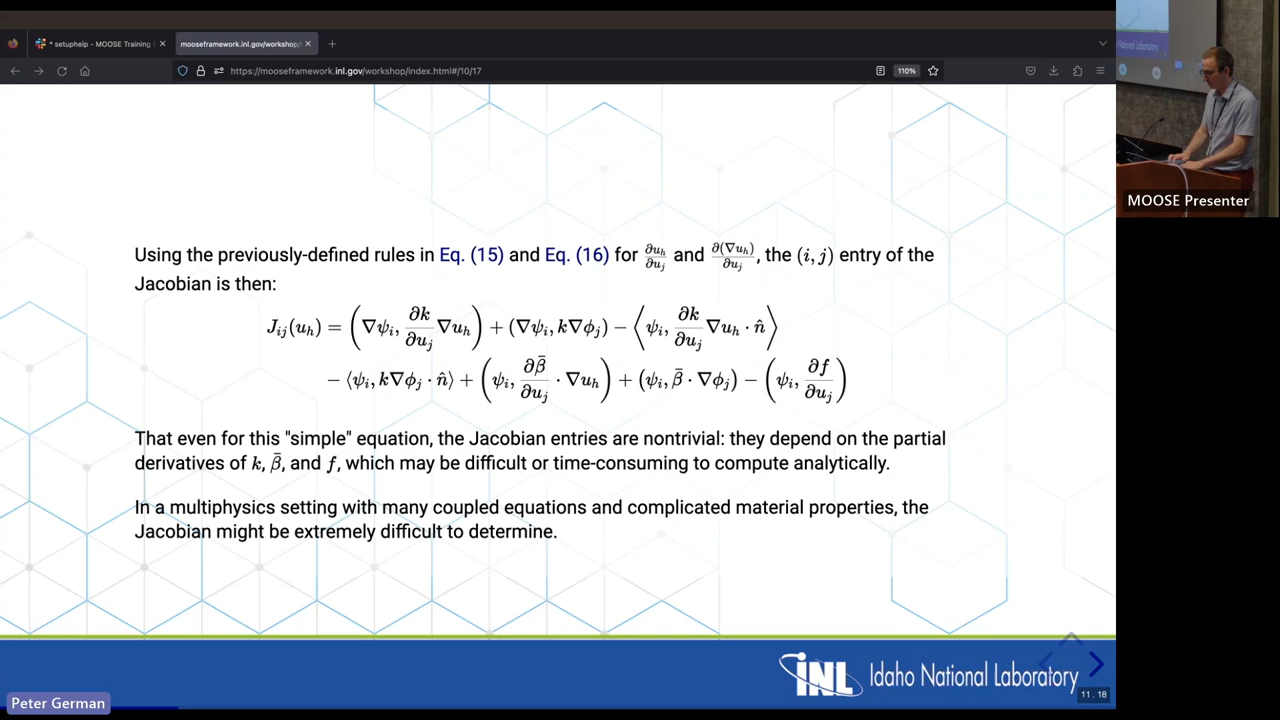 * setuphelp - MOOSE Training
mooseframework.inl.gov/workshop/
https://mooseframework.inl.gov/workshop/index.html#/10/17
110%
National Laboratory
MOOSE Presenter
Using the previously-defined rules in Eq. (15) and Eq. (16) for ∂u_h/∂u_j and ∂(∇u_h)/∂u_j, the (i, j) entry of the
Jacobian is then:
J_ij(u_h) = (∇ψ_i, ∂k/∂u_j ∇u_h) + (∇ψ_i, k∇ϕ_j) − ⟨ψ_i, ∂k/∂u_j ∇u_h · n̂⟩
− ⟨ψ_i, k∇ϕ_j · n̂⟩ + (ψ_i, ∂β̄/∂u_j · ∇u_h) + (ψ_i, β̄ · ∇ϕ_j) − (ψ_i, ∂f/∂u_j)
That even for this "simple" equation, the Jacobian entries are nontrivial: they depend on the partial
derivatives of k, β̄, and f, which may be difficult or time-consuming to compute analytically.
In a multiphysics setting with many coupled equations and complicated material properties, the
Jacobian might be extremely difficult to determine.
INL Idaho National Laboratory
11 . 18
Peter German